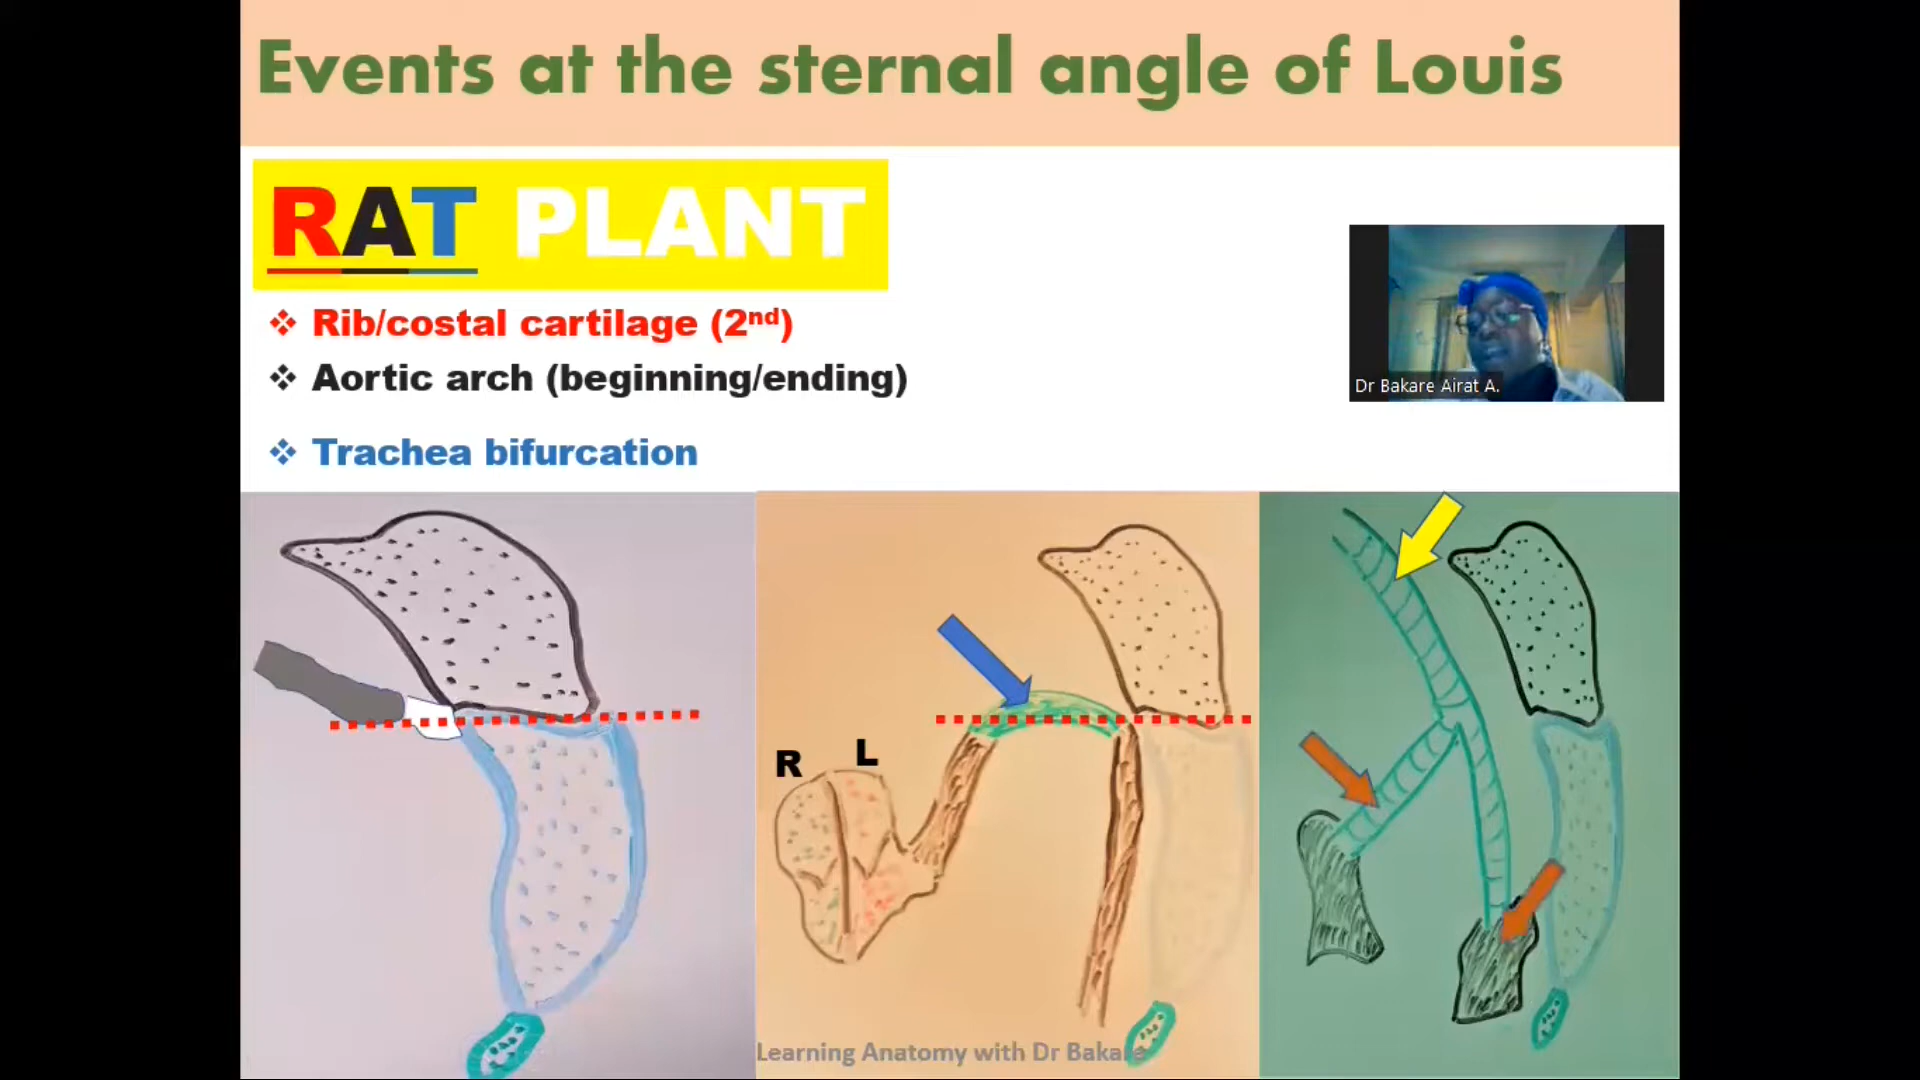 Events at the sternal angle of Louis
RAT PLANT
❖ Rib/costal cartilage (2nd)
❖ Aortic arch (beginning/ending)
❖ Trachea bifurcation
Dr Bakare Airat A.
R
L
Learning Anatomy with Dr Bakare